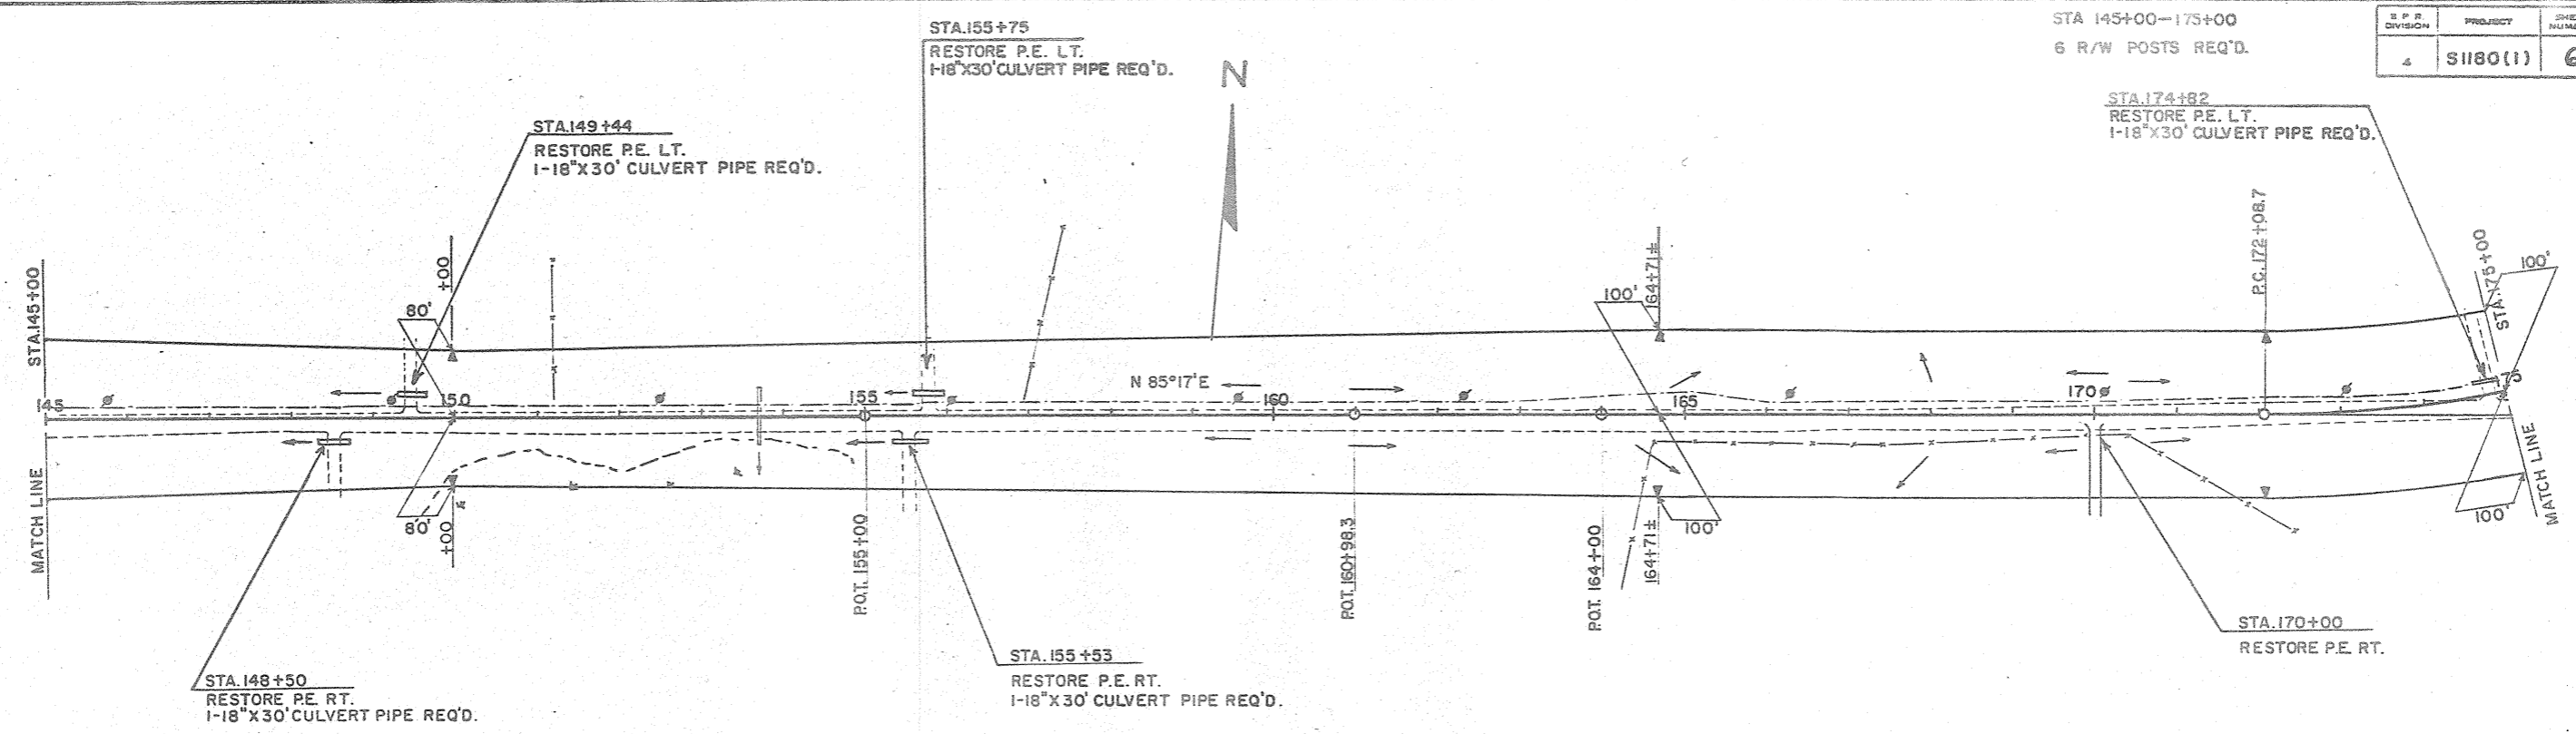 STA 145+00-175+00
6 R/W POSTS REQ'D.
B.P.R. DIVISION
PROJECT
4
S1180(1)
6
STA.155+75
RESTORE P.E. LT.
1-18"X30' CULVERT PIPE REQ'D.
N
STA.174+82
RESTORE P.E. LT.
1-18"X30' CULVERT PIPE REQ'D.
STA.149+44
RESTORE P.E. LT.
1-18"X30' CULVERT PIPE REQ'D.
STA.145+00
80'
+00
100'
164+71±
P.C. 172+08.7
STA.175+00
100'
N 85°17'E
145
150
155
160
165
170
75
MATCH LINE
80'
+00
P.O.T. 155+00
P.O.T. 160+98.3
P.O.T. 164+00
164+71±
100'
100'
MATCH LINE
STA.170+00
RESTORE P.E. RT.
STA.155+53
RESTORE P.E. RT.
1-18"X30' CULVERT PIPE REQ'D.
STA.148+50
RESTORE P.E. RT.
1-18"X30' CULVERT PIPE REQ'D.